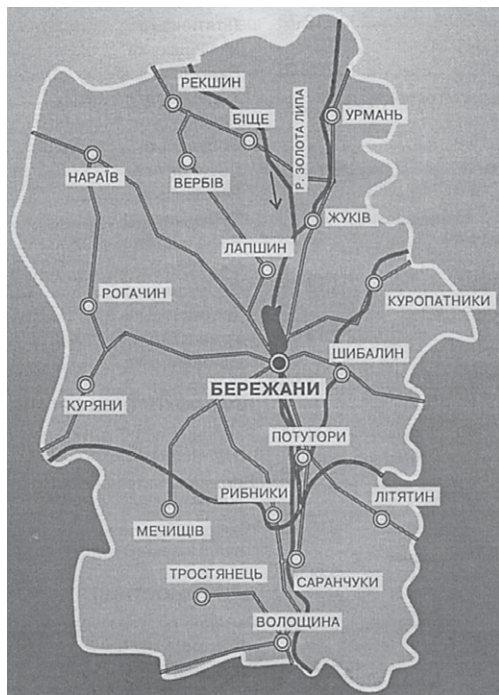 РЕКШИН
БІЩЕ
УРМАНЬ
Р. ЗОЛОТА ЛИПА
НАРАЇВ
ВЕРБІВ
ЖУКІВ
ЛАПШИН
КУРОПАТНИКИ
РОГАЧИН
ШИБАЛИН
БЕРЕЖАНИ
КУРЯНИ
ПОТУТОРИ
РИБНИКИ
ЛІТЯТИН
МЕЧИЩІВ
ТРОСТЯНЕЦЬ
САРАНЧУКИ
ВОЛОЩИНА